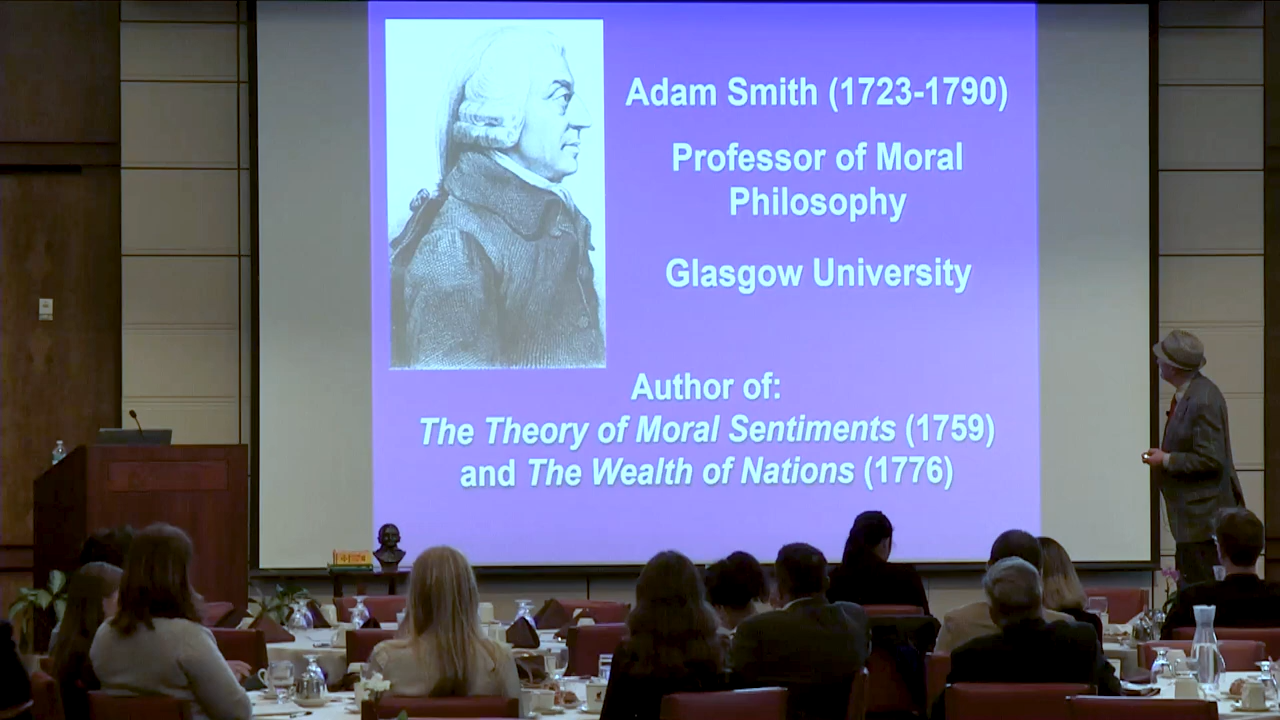 Adam Smith (1723-1790)
Professor of Moral
Philosophy
Glasgow University
Author of:
The Theory of Moral Sentiments (1759)
and The Wealth of Nations (1776)